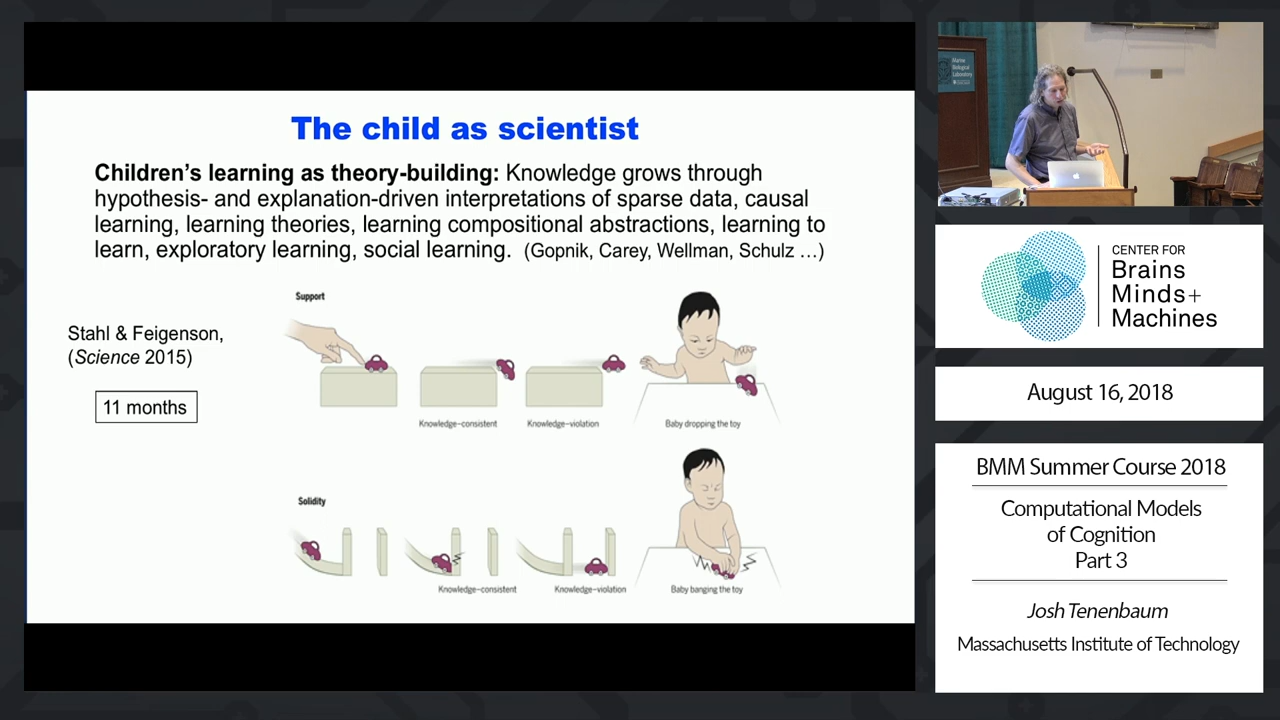 The child as scientist
Children's learning as theory-building: Knowledge grows through
hypothesis- and explanation-driven interpretations of sparse data, causal
learning, learning theories, learning compositional abstractions, learning to
learn, exploratory learning, social learning. (Gopnik, Carey, Wellman, Schulz ...)
Stahl & Feigenson,
(Science 2015)
11 months
Support
Knowledge-consistent
Knowledge-violation
Baby dropping the toy
Solidity
Knowledge-consistent
Knowledge-violation
Baby banging the toy
Marine
Biological
Laboratory
CENTER FOR
Brains
Minds+
Machines
August 16, 2018
BMM Summer Course 2018
Computational Models
of Cognition
Part 3
Josh Tenenbaum
Massachusetts Institute of Technology